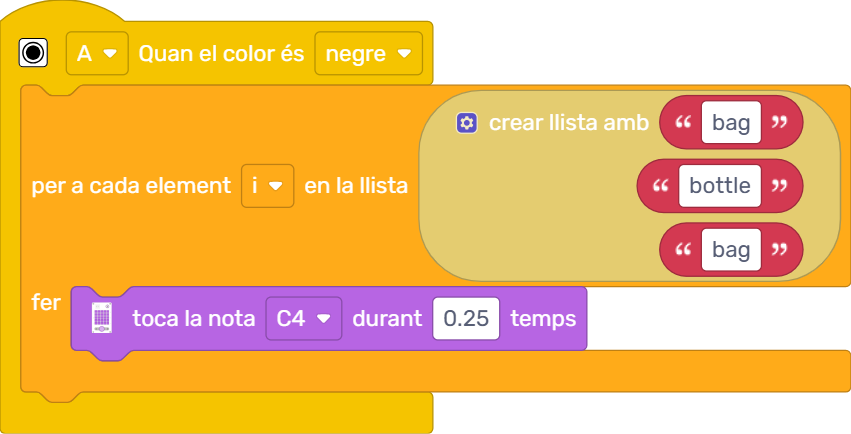 A Quan el color és negre
crear llista amb “ bag ”
per a cada element i en la llista “ bottle ”
“ bag ”
fer toca la nota C4 durant 0.25 temps